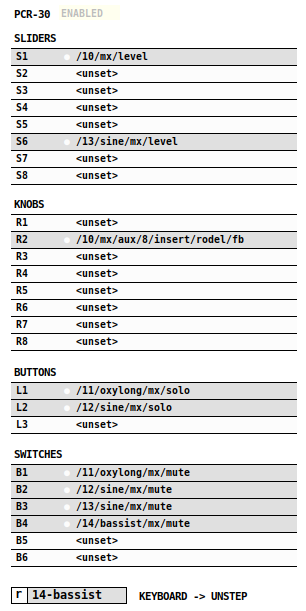 PCR-30 ENABLED
SLIDERS
S1 /10/mx/level
S2 <unset>
S3 <unset>
S4 <unset>
S5 <unset>
S6 /13/sine/mx/level
S7 <unset>
S8 <unset>
KNOBS
R1 <unset>
R2 /10/mx/aux/8/insert/rodel/fb
R3 <unset>
R4 <unset>
R5 <unset>
R6 <unset>
R7 <unset>
R8 <unset>
BUTTONS
L1 /11/oxylong/mx/solo
L2 /12/sine/mx/solo
L3 <unset>
SWITCHES
B1 /11/oxylong/mx/mute
B2 /12/sine/mx/mute
B3 /13/sine/mx/mute
B4 /14/bassist/mx/mute
B5 <unset>
B6 <unset>
r 14-bassist KEYBOARD -> UNSTEP